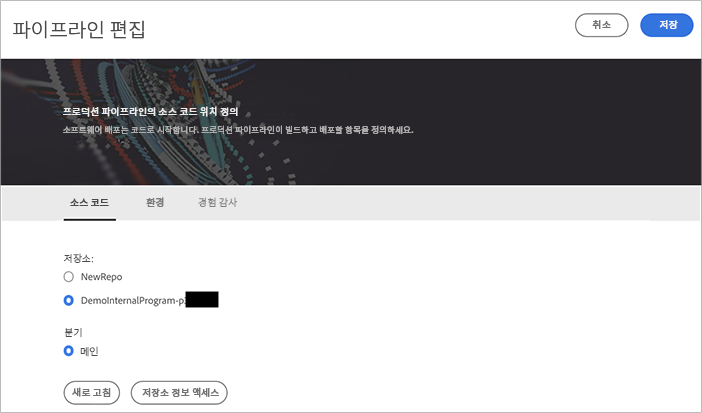 파이프라인 편집
취소
저장
프로덕션 파이프라인의 소스 코드 위치 정의
소프트웨어 배포는 코드로 시작합니다. 프로덕션 파이프라인이 빌드하고 배포할 항목을 정의하세요.
소스 코드 환경 경험 감사
저장소:
NewRepo
DemoInternalProgram-p
분기
메인
새로 고침 저장소 정보 액세스